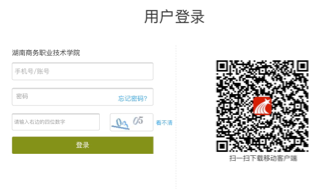 用户登录
湖南商务职业技术学院
手机号/账号
密码
忘记密码?
请输入右边的四位数字
看不清
登录
扫一扫下载移动客户端